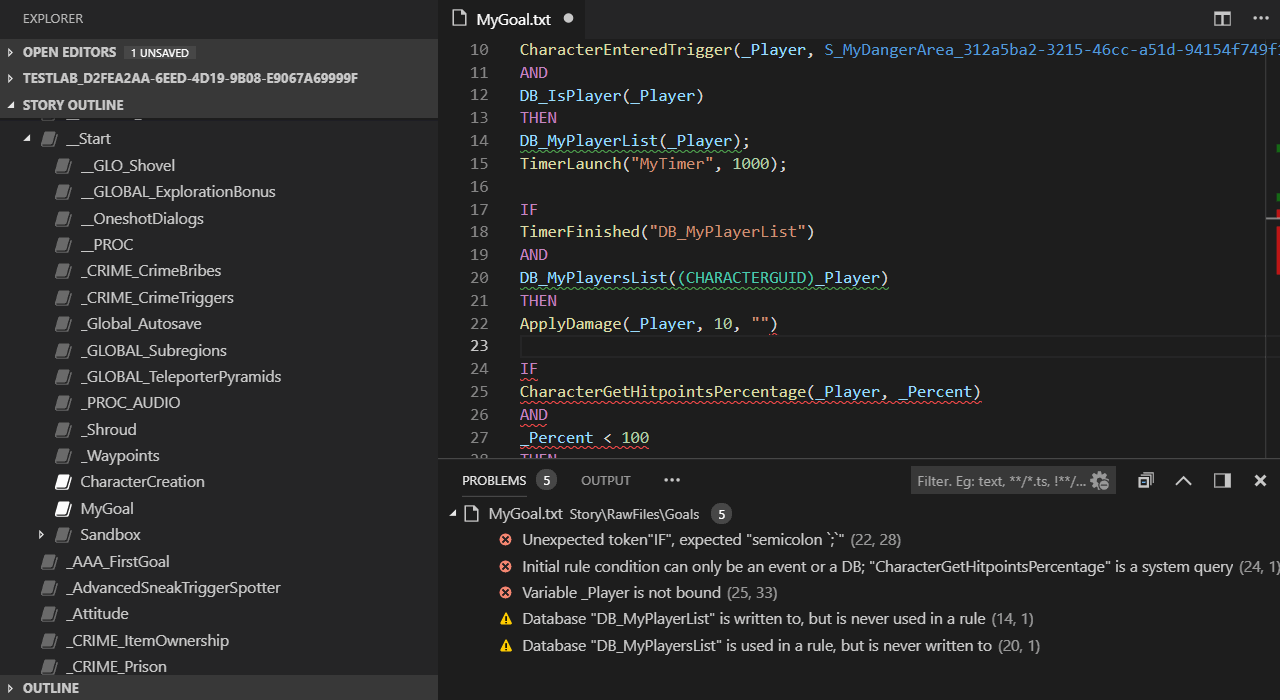 EXPLORER
OPEN EDITORS 1 UNSAVED
TESTLAB_D2FEA2AA-6EED-4D19-9B08-E9067A69999F
STORY OUTLINE
__Start
__GLO_Shovel
__GLOBAL_ExplorationBonus
__OneshotDialogs
__PROC
_CRIME_CrimeBribes
_CRIME_CrimeTriggers
_Global_Autosave
_GLOBAL_Subregions
_GLOBAL_TeleporterPyramids
_PROC_AUDIO
_Shroud
_Waypoints
CharacterCreation
MyGoal
Sandbox
_AAA_FirstGoal
_AdvancedSneakTriggerSpotter
_Attitude
_CRIME_ItemOwnership
_CRIME_Prison
OUTLINE
MyGoal.txt
10 CharacterEnteredTrigger(_Player, S_MyDangerArea_312a5ba2-3215-46cc-a51d-94154f749f
11 AND
12 DB_IsPlayer(_Player)
13 THEN
14 DB_MyPlayerList(_Player);
15 TimerLaunch("MyTimer", 1000);
16
17 IF
18 TimerFinished("DB_MyPlayerList")
19 AND
20 DB_MyPlayersList((CHARACTERGUID)_Player)
21 THEN
22 ApplyDamage(_Player, 10, "")
23
24 IF
25 CharacterGetHitpointsPercentage(_Player, _Percent)
26 AND
27 _Percent < 100
28 THEN
PROBLEMS 5 OUTPUT ...
Filter. Eg: text, **/*.ts, !**/...
MyGoal.txt Story\RawFiles\Goals 5
Unexpected token"IF", expected "semicolon `;`" (22, 28)
Initial rule condition can only be an event or a DB; "CharacterGetHitpointsPercentage" is a system query (24, 1)
Variable _Player is not bound (25, 33)
Database "DB_MyPlayerList" is written to, but is never used in a rule (14, 1)
Database "DB_MyPlayersList" is used in a rule, but is never written to (20, 1)